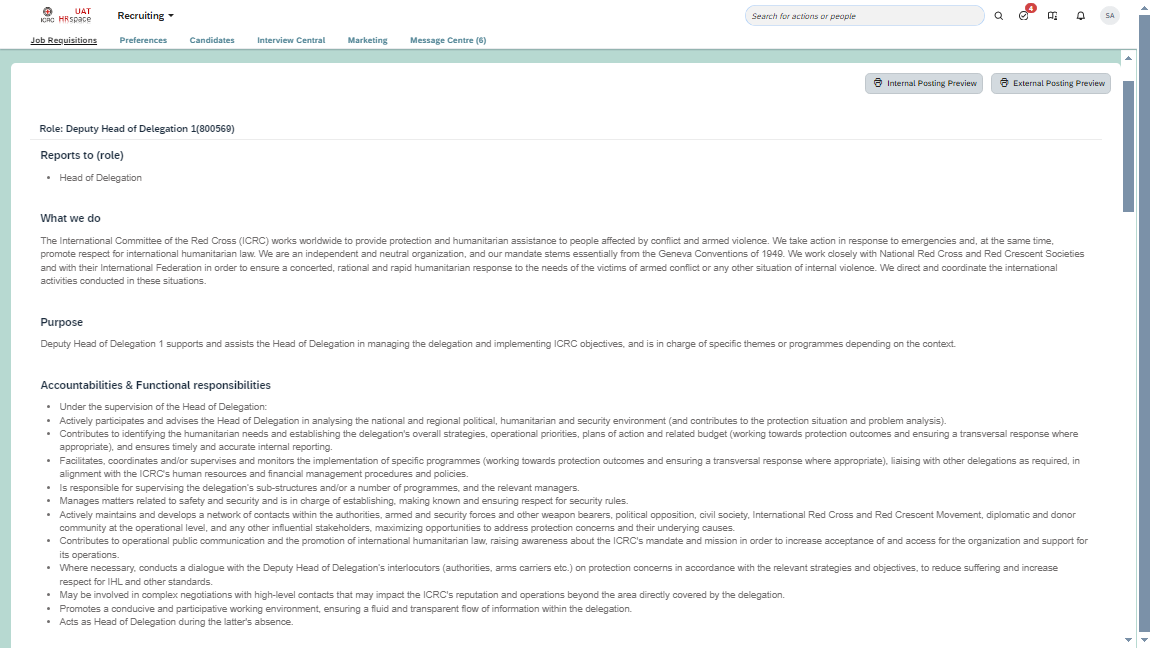 UAT
ICRC HRspace
Recruiting
Search for actions or people
4
SA
Job Requisitions Preferences Candidates Interview Central Marketing Message Centre (6)
Internal Posting Preview External Posting Preview
Role: Deputy Head of Delegation 1(800569)
Reports to (role)
• Head of Delegation
What we do
The International Committee of the Red Cross (ICRC) works worldwide to provide protection and humanitarian assistance to people affected by conflict and armed violence. We take action in response to emergencies and, at the same time,
promote respect for international humanitarian law. We are an independent and neutral organization, and our mandate stems essentially from the Geneva Conventions of 1949. We work closely with National Red Cross and Red Crescent Societies
and with their International Federation in order to ensure a concerted, rational and rapid humanitarian response to the needs of the victims of armed conflict or any other situation of internal violence. We direct and coordinate the international
activities conducted in these situations.
Purpose
Deputy Head of Delegation 1 supports and assists the Head of Delegation in managing the delegation and implementing ICRC objectives, and is in charge of specific themes or programmes depending on the context.
Accountabilities & Functional responsibilities
• Under the supervision of the Head of Delegation:
• Actively participates and advises the Head of Delegation in analysing the national and regional political, humanitarian and security environment (and contributes to the protection situation and problem analysis).
• Contributes to identifying the humanitarian needs and establishing the delegation's overall strategies, operational priorities, plans of action and related budget (working towards protection outcomes and ensuring a transversal response where
appropriate), and ensures timely and accurate internal reporting.
• Facilitates, coordinates and/or supervises and monitors the implementation of specific programmes (working towards protection outcomes and ensuring a transversal response where appropriate), liaising with other delegations as required, in
alignment with the ICRC's human resources and financial management procedures and policies.
• Is responsible for supervising the delegation's sub-structures and/or a number of programmes, and the relevant managers.
• Manages matters related to safety and security and is in charge of establishing, making known and ensuring respect for security rules.
• Actively maintains and develops a network of contacts within the authorities, armed and security forces and other weapon bearers, political opposition, civil society, International Red Cross and Red Crescent Movement, diplomatic and donor
community at the operational level, and any other influential stakeholders, maximizing opportunities to address protection concerns and their underlying causes.
• Contributes to operational public communication and the promotion of international humanitarian law, raising awareness about the ICRC's mandate and mission in order to increase acceptance of and access for the organization and support for
its operations.
• Where necessary, conducts a dialogue with the Deputy Head of Delegation's interlocutors (authorities, arms carriers etc.) on protection concerns in accordance with the relevant strategies and objectives, to reduce suffering and increase
respect for IHL and other standards.
• May be involved in complex negotiations with high-level contacts that may impact the ICRC's reputation and operations beyond the area directly covered by the delegation.
• Promotes a conducive and participative working environment, ensuring a fluid and transparent flow of information within the delegation.
• Acts as Head of Delegation during the latter's absence.